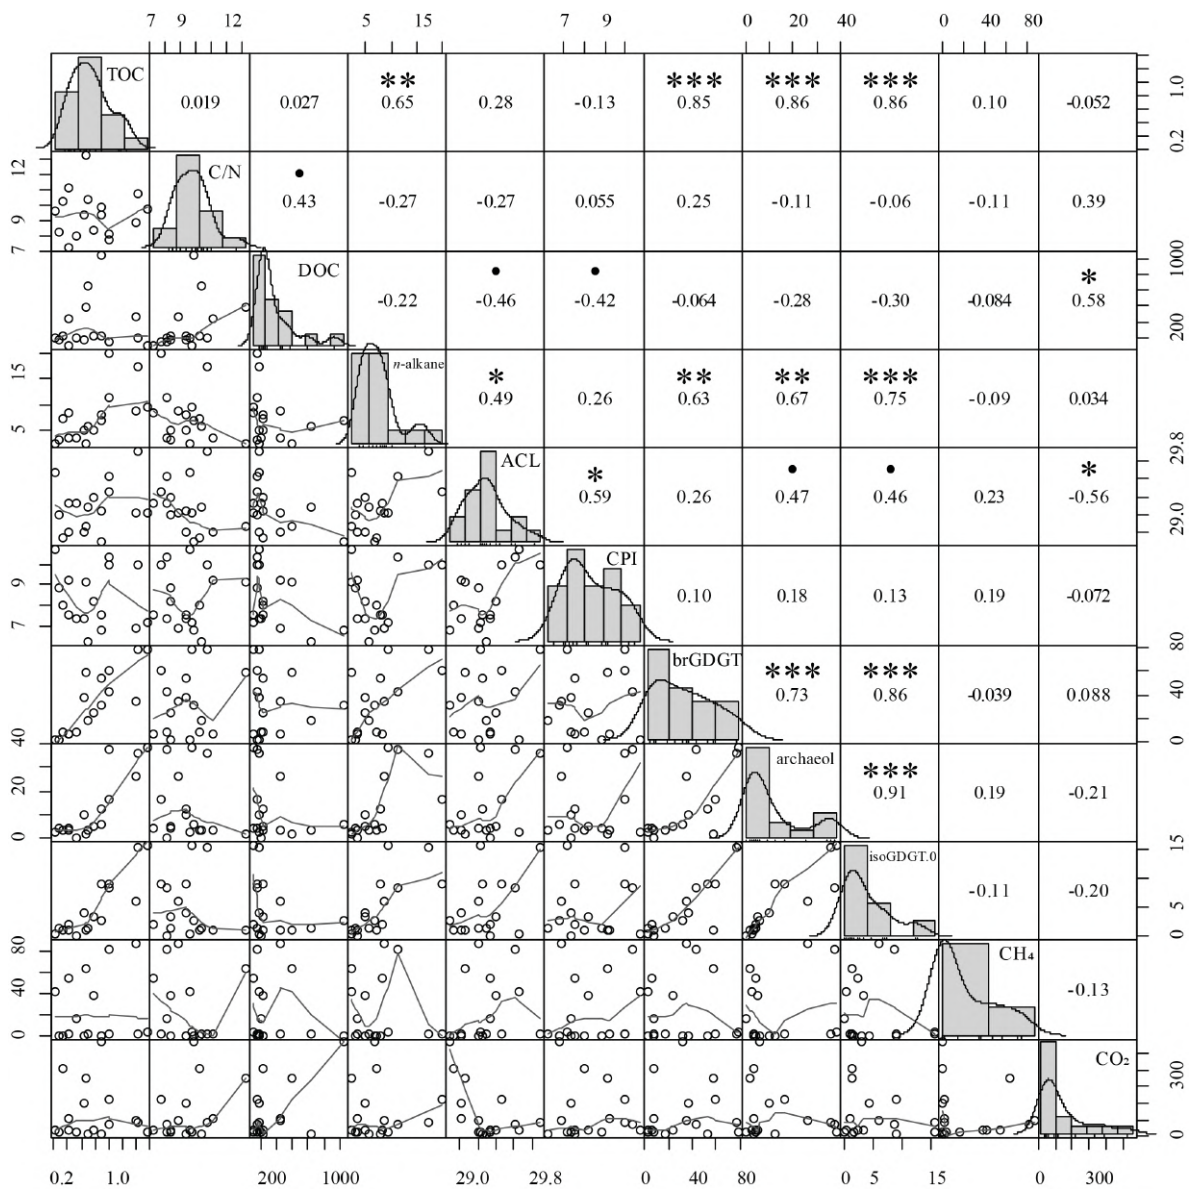 7 9 12 5 15 7 9 0 20 40 0 40 80
TOC 0.019 0.027 ** 0.65 0.28 -0.13 *** 0.85 *** 0.86 *** 0.86 0.10 -0.052 0.2 1.0
7 9 12 C/N • 0.43 -0.27 -0.27 0.055 0.25 -0.11 -0.06 -0.11 0.39
DOC -0.22 • -0.46 • -0.42 -0.064 -0.28 -0.30 -0.084 * 0.58 200 1000
5 15 n-alkane * 0.49 0.26 ** 0.63 ** 0.67 *** 0.75 -0.09 0.034
ACL * 0.59 0.26 • 0.47 • 0.46 0.23 * -0.56 29.0 29.8
7 9 CPI 0.10 0.18 0.13 0.19 -0.072
brGDGT *** 0.73 *** 0.86 -0.039 0.088 0 40 80
0 20 40 archaeol *** 0.91 0.19 -0.21
isoGDGT.0 -0.11 -0.20 5 15
0 40 80 CH₄ -0.13
CO₂ 0 300
0.2 1.0 200 1000 29.0 29.8 0 40 80 0 5 15 0 300